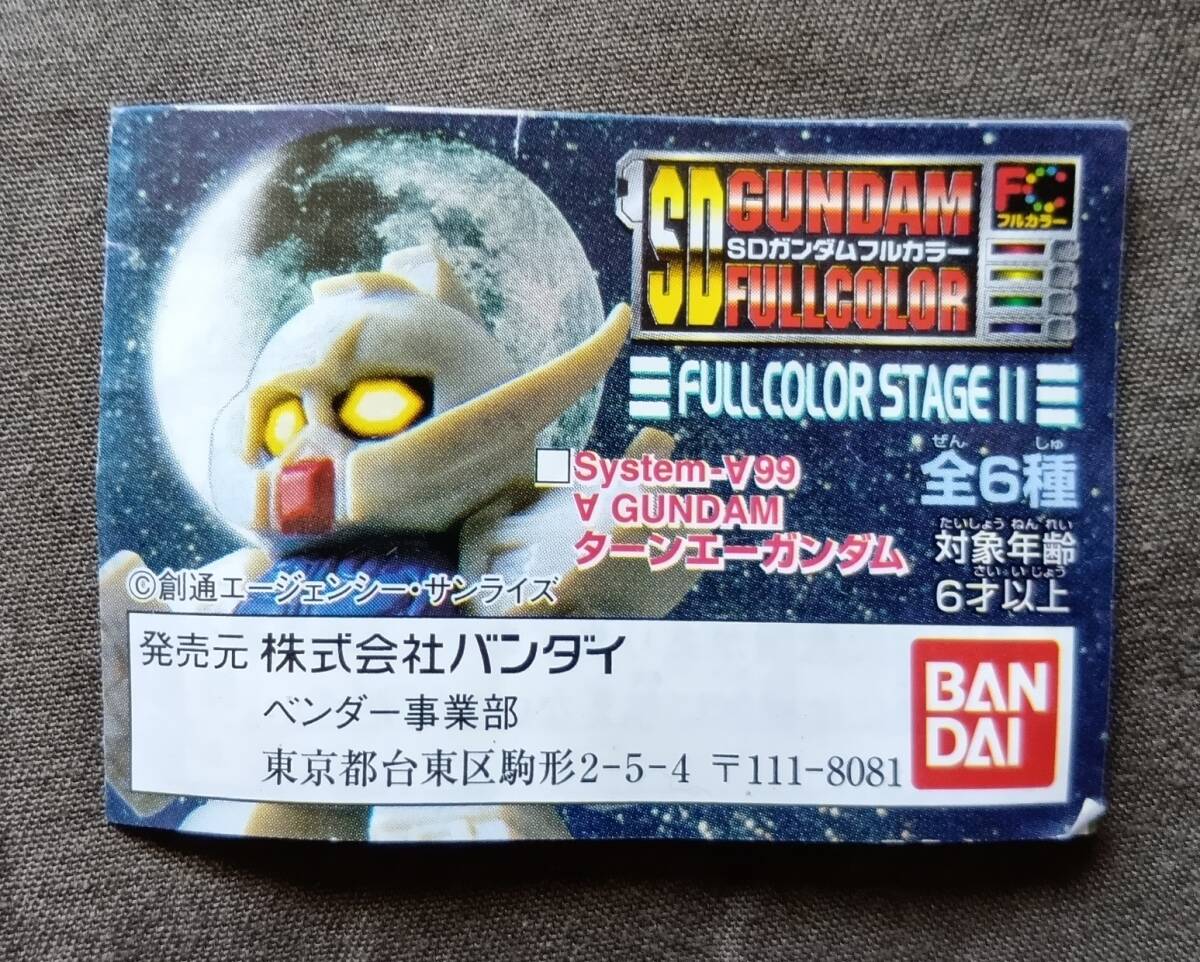 SD GUNDAM
SDガンダムフルカラー
FULLCOLOR
FC
フルカラー
FULL COLOR STAGE 11
ぜん しゅ
全6種
□System-∀99
∀ GUNDAM
ターンエーガンダム
たいしょう ねん れい
対象年齢
さい い じょう
6才以上
©創通エージェンシー・サンライズ
発売元 株式会社バンダイ
ベンダー事業部
東京都台東区駒形2-5-4 〒111-8081
BAN
DAI